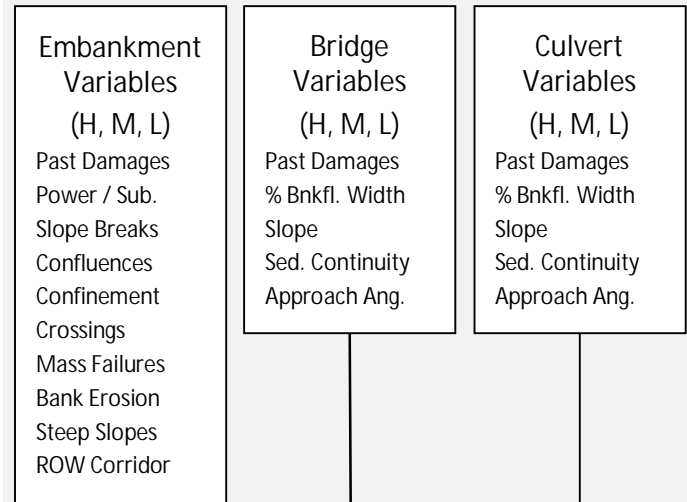 Embankment
Variables
(H, M, L)
Past Damages
Power / Sub.
Slope Breaks
Confluences
Confinement
Crossings
Mass Failures
Bank Erosion
Steep Slopes
ROW Corridor
Bridge
Variables
(H, M, L)
Past Damages
% Bnkfl. Width
Slope
Sed. Continuity
Approach Ang.
Culvert
Variables
(H, M, L)
Past Damages
% Bnkfl. Width
Slope
Sed. Continuity
Approach Ang.